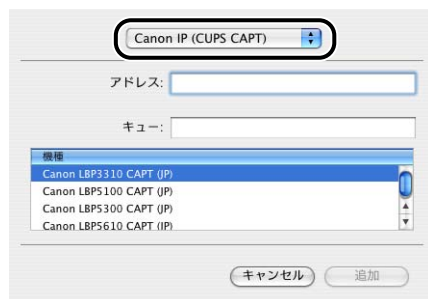 Canon IP (CUPS CAPT)
アドレス:
キュー:
機種
Canon LBP3310 CAPT (JP)
Canon LBP5100 CAPT (JP)
Canon LBP5300 CAPT (JP)
Canon LBP5610 CAPT (JP)
キャンセル 追加